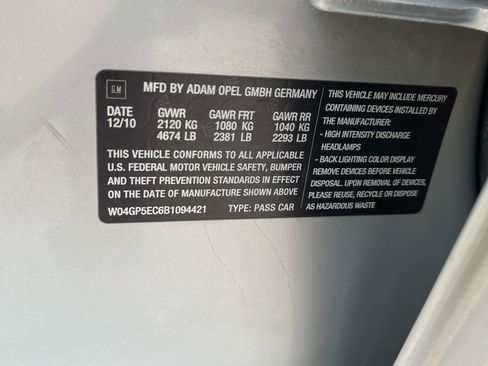 GM
MFD BY ADAM OPEL GMBH GERMANY
DATE GVWR GAWR FRT GAWR RR
12/10 2120 KG 1080 KG 1040 KG
4674 LB 2381 LB 2293 LB
THIS VEHICLE CONFORMS TO ALL APPLICABLE
U.S. FEDERAL MOTOR VEHICLE SAFETY, BUMPER
AND THEFT PREVENTION STANDARDS IN EFFECT
ON THE DATE OF MANUFACTURE SHOWN ABOVE
W04GP5EC6B1094421 TYPE: PASS CAR
THIS VEHICLE MAY INCLUDE MERCURY
CONTAINING DEVICES INSTALLED BY
THE MANUFACTURER:
- HIGH INTENSITY DISCHARGE
HEADLAMPS
- BACK LIGHTING COLOR DISPLAY
REMOVE DEVICES BEFORE VEHICLE
DISPOSAL. UPON REMOVAL OF DEVICES,
PLEASE REUSE, RECYCLE OR DISPOSE
AS HAZARDOUS WASTE